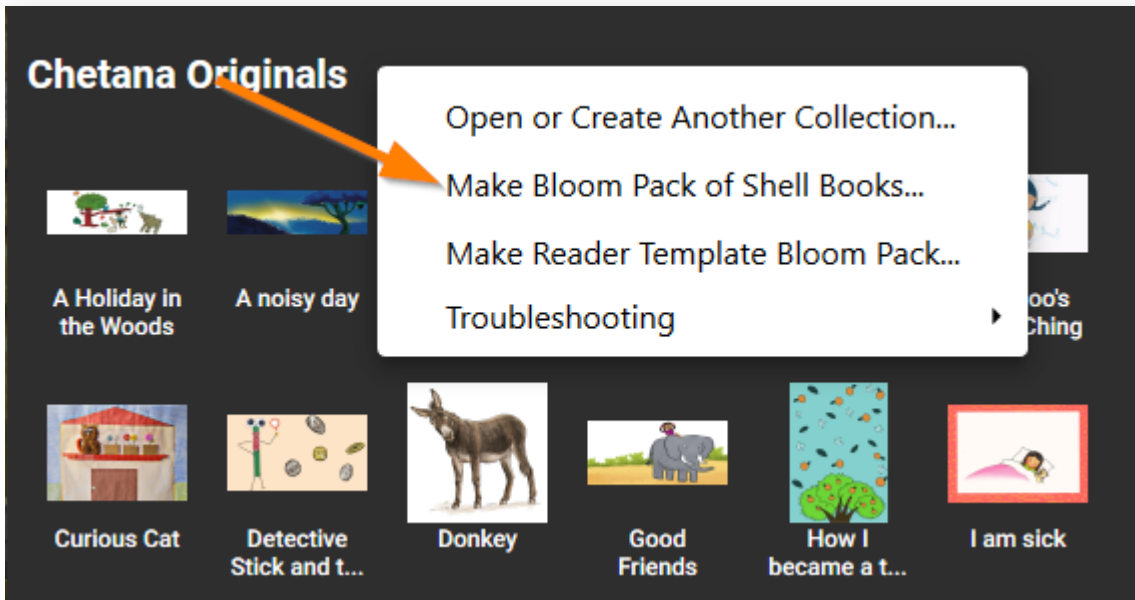 Chetana Originals
Open or Create Another Collection...
Make Bloom Pack of Shell Books...
Make Reader Template Bloom Pack...
Troubleshooting
A Holiday in
the Woods
A noisy day
oo's
Ching
Curious Cat
Detective
Stick and t...
Donkey
Good
Friends
How I
became a t...
I am sick